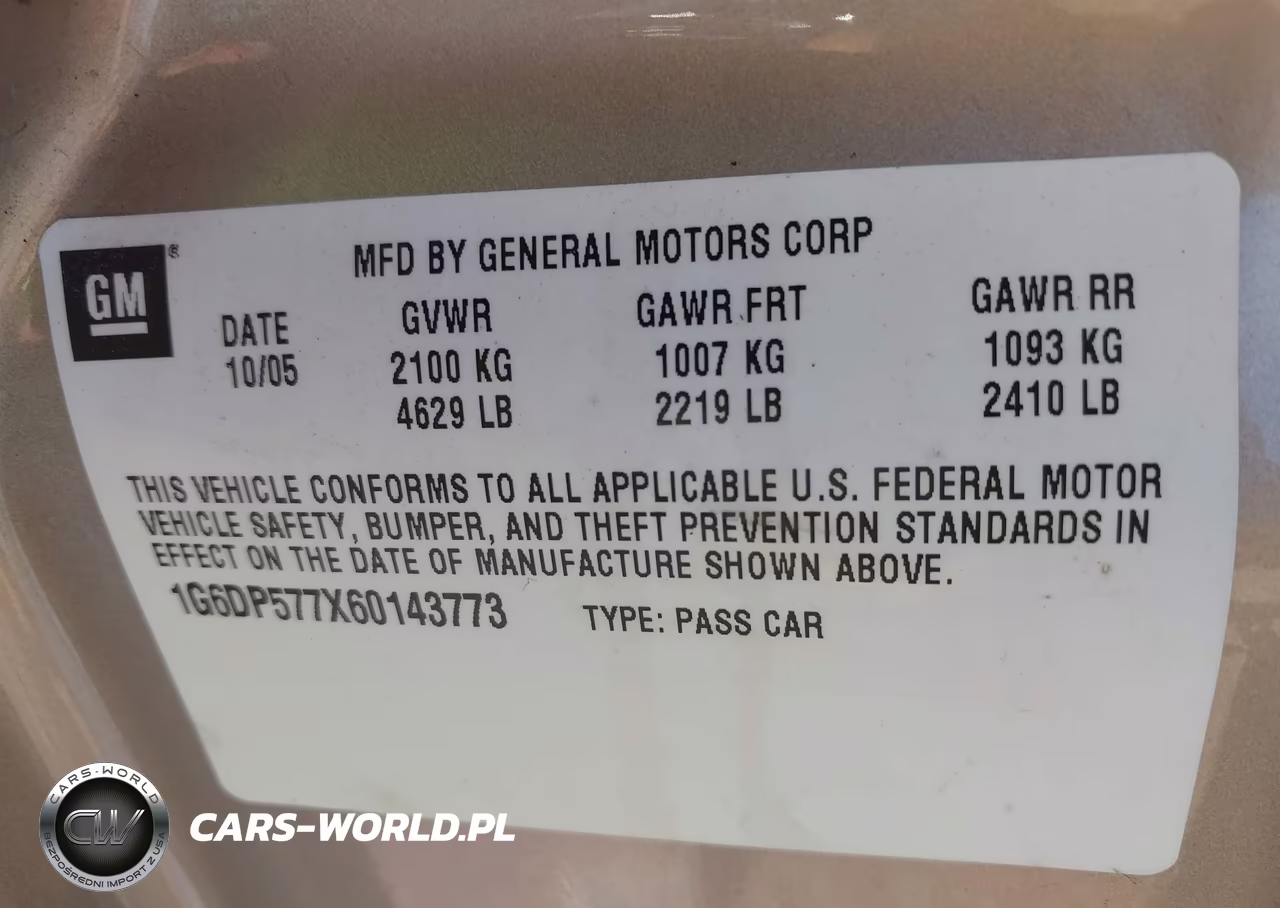 GM ®
MFD BY GENERAL MOTORS CORP
DATE GVWR GAWR FRT GAWR RR
10/05 2100 KG 1007 KG 1093 KG
4629 LB 2219 LB 2410 LB
THIS VEHICLE CONFORMS TO ALL APPLICABLE U.S. FEDERAL MOTOR
VEHICLE SAFETY, BUMPER, AND THEFT PREVENTION STANDARDS IN
EFFECT ON THE DATE OF MANUFACTURE SHOWN ABOVE.
1G6DP577X60143773 TYPE: PASS CAR
CARS-WORLD
CW
BEZPOŚREDNI IMPORT Z USA
CARS-WORLD.PL